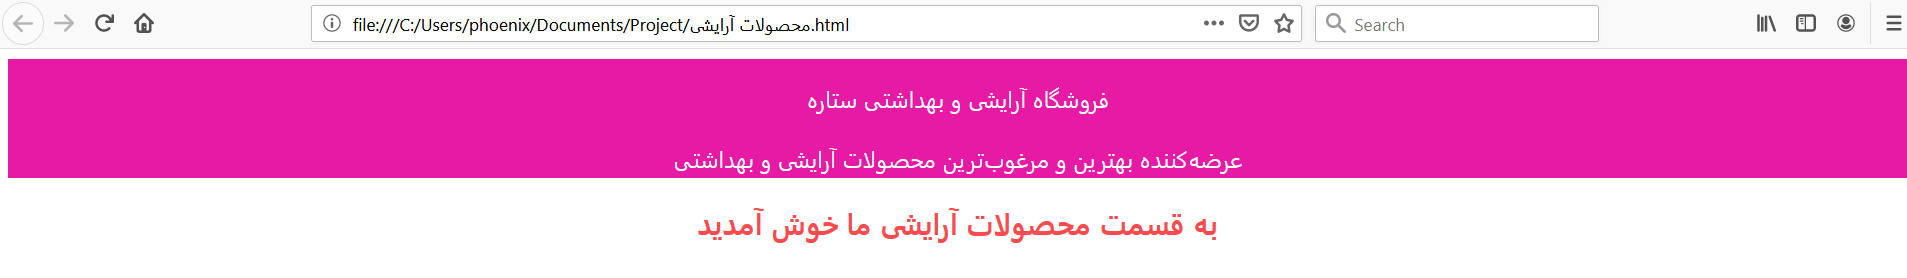 file:///C:/Users/phoenix/Documents/Project/محصولات آرایشی.html
Search
فروشگاه آرایشی و بهداشتی ستاره
عرضه‌کننده بهترین و مرغوب‌ترین محصولات آرایشی و بهداشتی
به قسمت محصولات آرایشی ما خوش آمدید